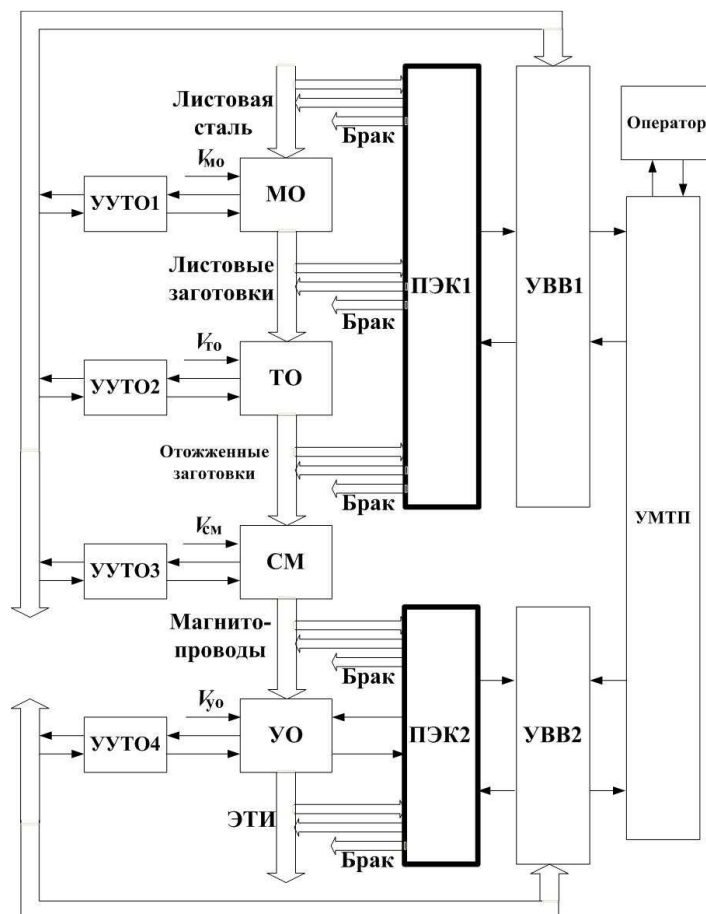 Листовая
сталь
Брак
Оператор
Vмо
МО
УУТО1
Листовые
заготовки
Брак
ПЭК1
УВВ1
Vто
ТО
УУТО2
Отожженные
заготовки
Брак
УМТП
Vсм
СМ
УУТО3
Магнито-
проводы
Брак
Vуо
УО
УУТО4
ПЭК2
УВВ2
ЭТИ
Брак